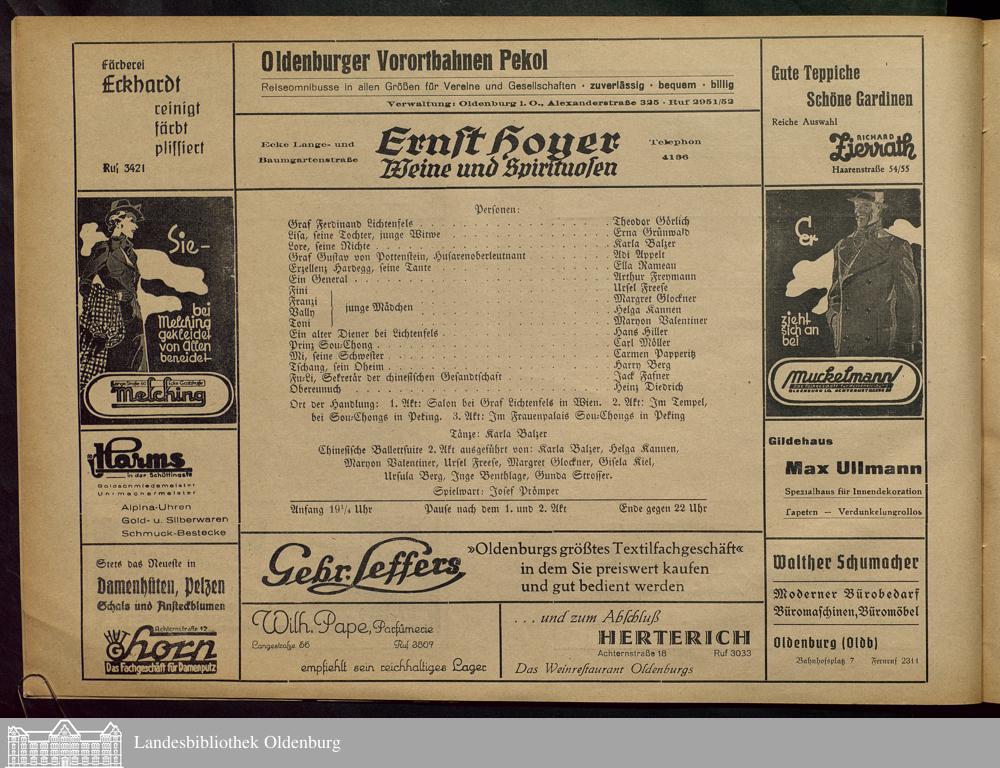 Färberei
Eckhardt
reinigt
färbt
plissiert
Ruf 3421
Oldenburger Vorortbahnen Pekol
Reiseomnibusse in allen Größen für Vereine und Gesellschaften · zuverlässig · bequem · billig
Verwaltung: Oldenburg i. O., Alexanderstraße 325 · Ruf 2951/52
Ecke Lange- und
Baumgartenstraße
Ernst Hoyer
Weine und Spirituosen
Telephon
4136
Gute Teppiche
Schöne Gardinen
Reiche Auswahl
RICHARD
Zierrath
Haarenstraße 54/55
Sie-
bei
Melching
gekleidet
von Allen
beneidet
Melching
Personen:
Graf Ferdinand Lichtenfels . . . Theodor Görlich
Lisa, seine Tochter, junge Witwe . . . Erna Grünwald
Lore, seine Nichte . . . Karla Balzer
Graf Gustav von Pottenstein, Husarenoberleutnant . . . Adi Appelt
Exzellenz Hardegg, seine Tante . . . Ella Rameau
Ein General . . . Arthur Freymann
Fini . . . Ursel Freese
Franzi . . . Margret Glockner
junge Mädchen
Vally . . . Helga Kannen
Toni . . . Maryon Valentiner
Ein alter Diener bei Lichtenfels . . . Hans Hiller
Prinz Sou-Chong . . . Carl Möller
Mi, seine Schwester . . . Carmen Papperitz
Tschang, sein Oheim . . . Harry Berg
Fu-Li, Sekretär der chinesischen Gesandtschaft . . . Jack Fasner
Obereunuch . . . Heinz Diedrich
Ort der Handlung: 1. Akt: Salon bei Graf Lichtenfels in Wien. 2. Akt: Im Tempel,
bei Sou-Chongs in Peking. 3. Akt: Im Frauenpalais Sou-Chongs in Peking
Tänze: Karla Balzer
Chinesische Ballettsuite 2. Akt ausgeführt von: Karla Balzer, Helga Kannen,
Maryon Valentiner, Ursel Freese, Margret Glockner, Gisela Kiel,
Ursula Berg, Inge Benthlage, Gunda Strosser.
Spielwart: Josef Prömper
Anfang 19¼ Uhr Pause nach dem 1. und 2. Akt Ende gegen 22 Uhr
Er
zieht
sich an
bei
Muckelmann
Harms
in der Schüttingstr
Goldschmiedemeister
Uhrmachermeister
Alpina-Uhren
Gold- u. Silberwaren
Schmuck-Bestecke
Gildehaus
Max Ullmann
Spezialhaus für Innendekoration
Tapeten — Verdunkelungrollos
Stets das Neueste in
Damenhüten, Pelzen
Schals und Ansteckblumen
Achternstraße 42
HUT
Ghorn
Das Fachgeschäft für Damenputz
Gebr. Leffers
»Oldenburgs größtes Textilfachgeschäft«
in dem Sie preiswert kaufen
und gut bedient werden
Wilh. Pape, Parfümerie
Langestraße 56 Ruf 3809
empfiehlt sein reichhaltiges Lager
. . . und zum Abschluß
HERTERICH
Achternstraße 18 Ruf 3033
Das Weinrestaurant Oldenburgs
Walther Schumacher
Moderner Bürobedarf
Büromaschinen, Büromöbel
Oldenburg (Oldb)
Bahnhofsplatz 7 Fernruf 2311
Landesbibliothek Oldenburg